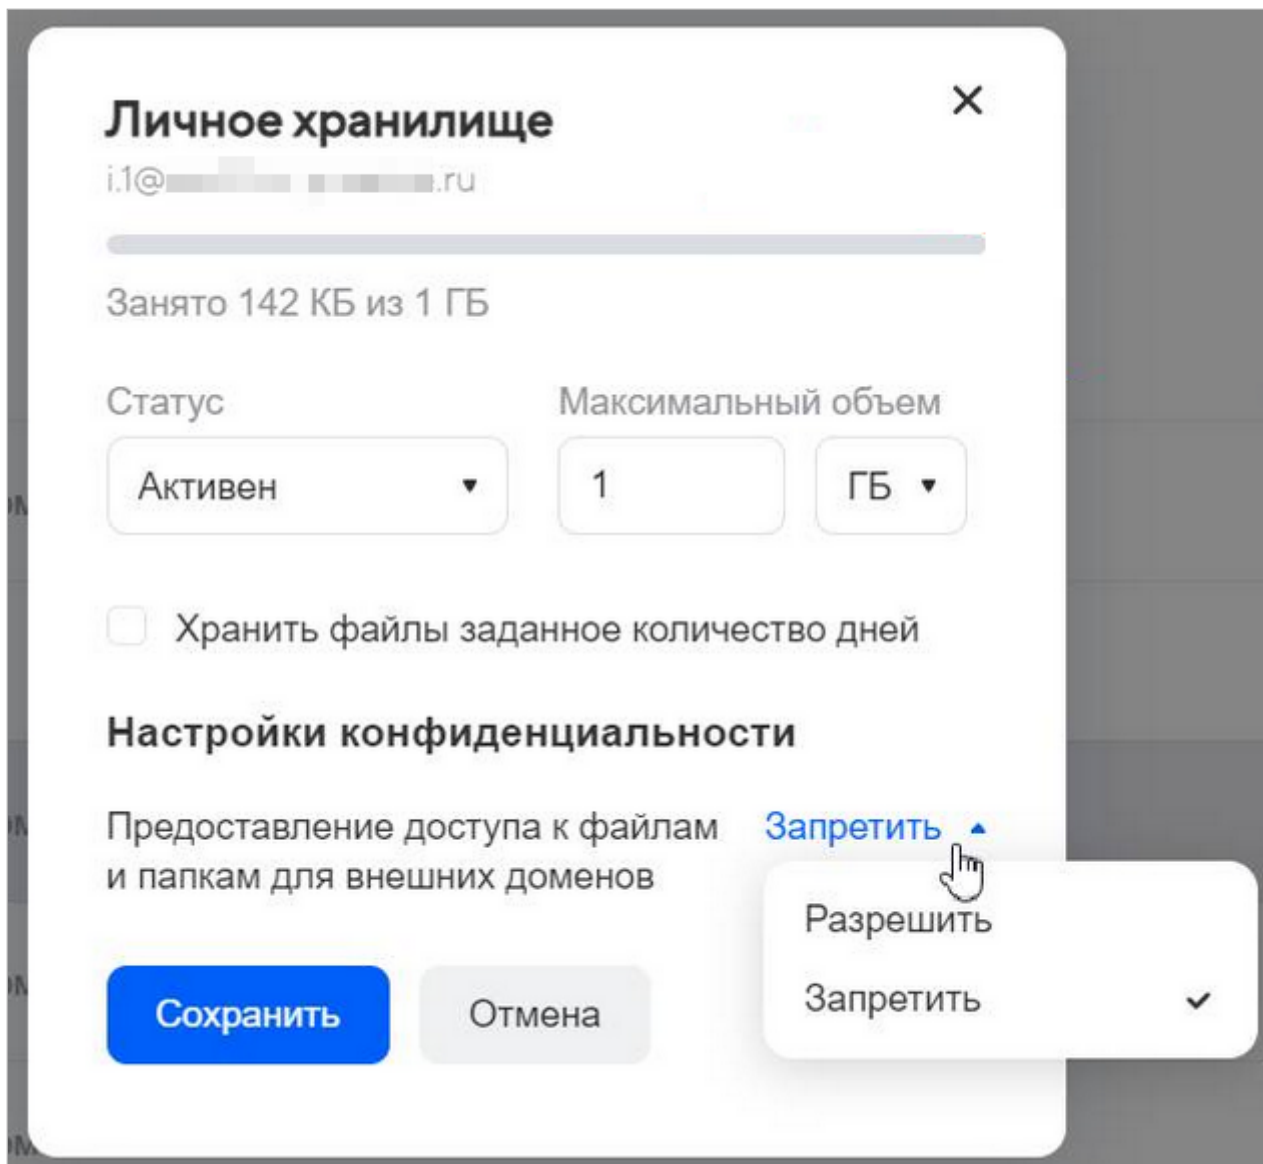 Личное хранилище
i.1@ .ru
Занято 142 КБ из 1 ГБ
Статус
Максимальный объем
Активен
1
ГБ
Хранить файлы заданное количество дней
Настройки конфиденциальности
Предоставление доступа к файлам
и папкам для внешних доменов
Запретить
Разрешить
Запретить
Сохранить
Отмена